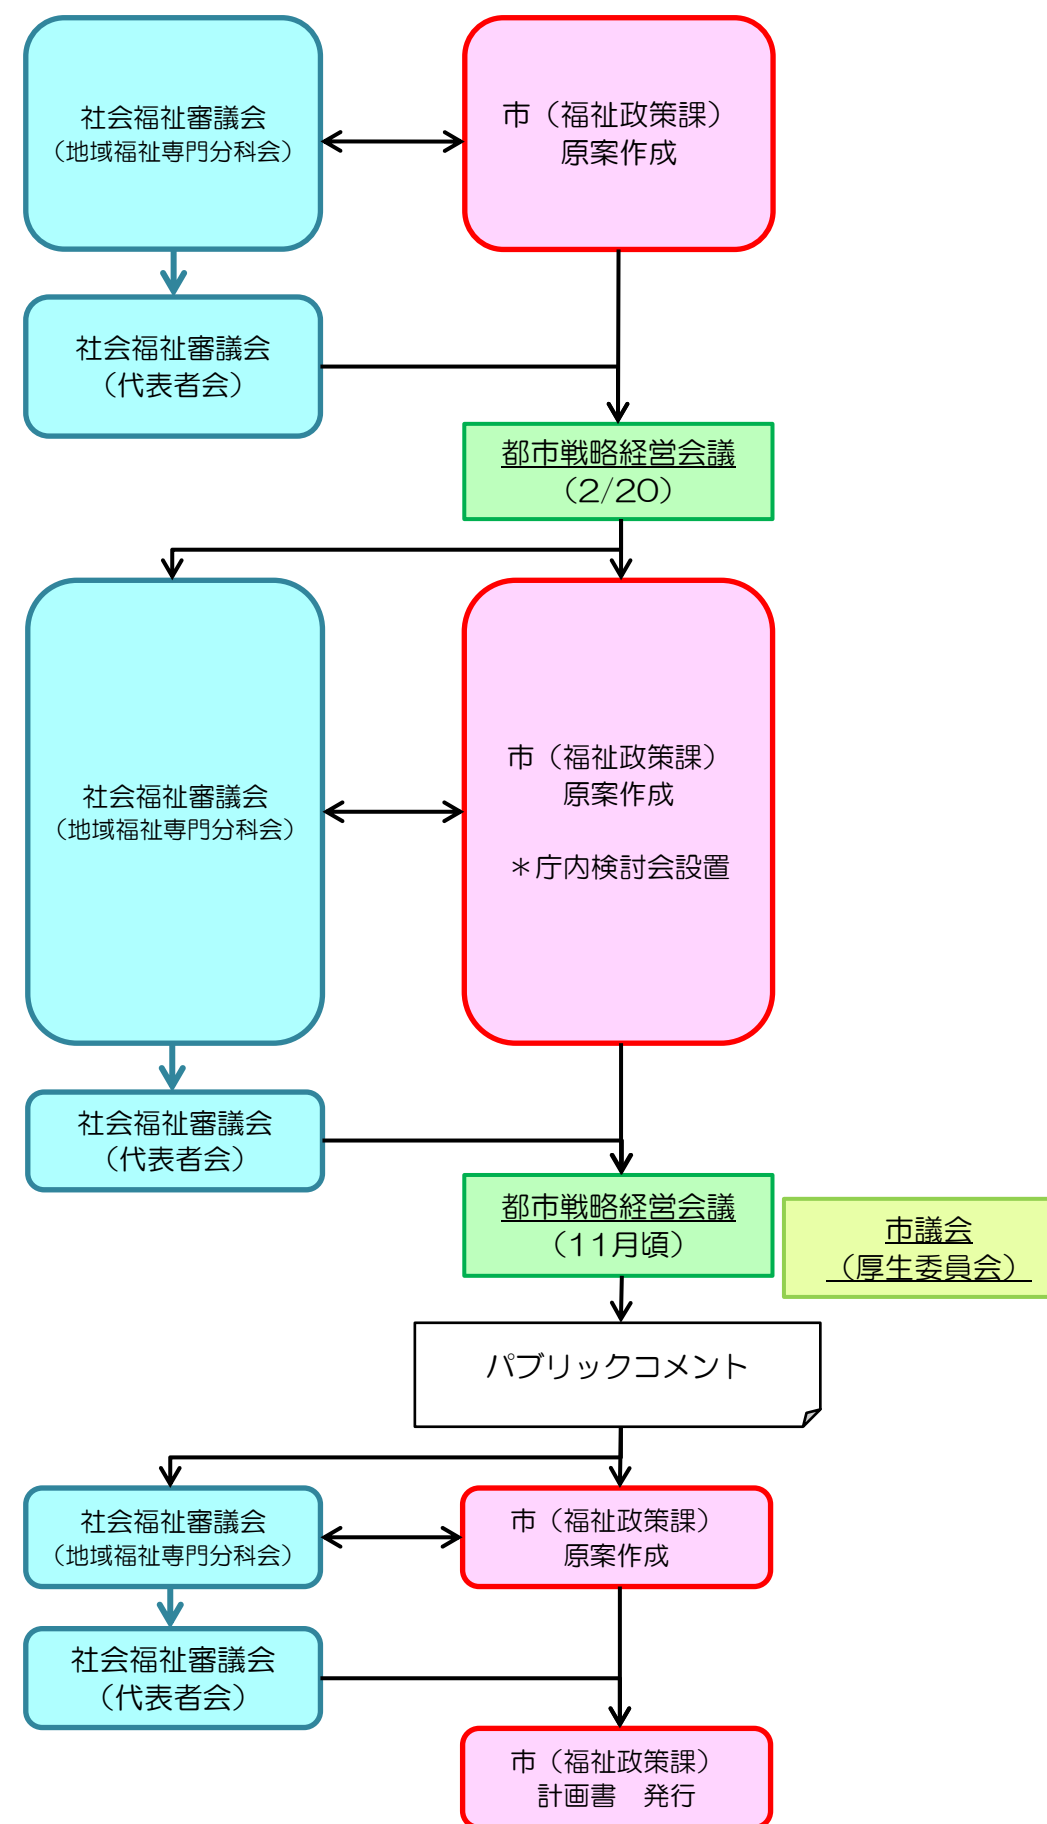 社会福祉審議会
（地域福祉専門分科会）
市（福祉政策課）
原案作成
社会福祉審議会
（代表者会）
都市戦略経営会議
（2/20）
社会福祉審議会
（地域福祉専門分科会）
市（福祉政策課）
原案作成
＊庁内検討会設置
社会福祉審議会
（代表者会）
都市戦略経営会議
（11月頃）
市議会
（厚生委員会）
パブリックコメント
社会福祉審議会
（地域福祉専門分科会）
市（福祉政策課）
原案作成
社会福祉審議会
（代表者会）
市（福祉政策課）
計画書　発行